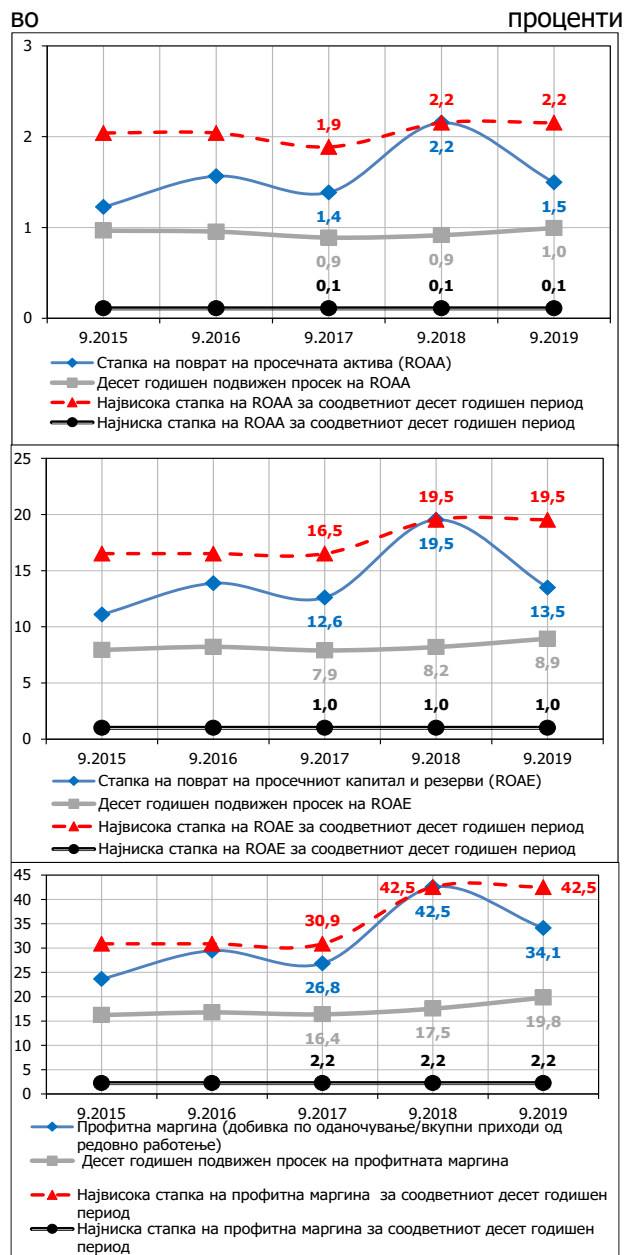 во проценти
3
2
1
0
1,9
2,2
2,2
1,4
2,2
1,5
0,9
0,9
1,0
0,1
0,1
0,1
9.2015 9.2016 9.2017 9.2018 9.2019
Стапка на поврат на просечната актива (ROAA)
Десет годишен подвижен просек на ROAA
Највисока стапка на ROAA за соодветниот десет годишен период
Најниска стапка на ROAA за соодветниот десет годишен период
25
20
15
10
5
0
16,5
19,5
19,5
12,6
19,5
13,5
7,9
8,2
8,9
1,0
1,0
1,0
9.2015 9.2016 9.2017 9.2018 9.2019
Стапка на поврат на просечниот капитал и резерви (ROAE)
Десет годишен подвижен просек на ROAE
Највисока стапка на ROAE за соодветниот десет годишен период
Најниска стапка на ROAE за соодветниот десет годишен период
45
40
35
30
25
20
15
10
5
0
30,9
42,5
42,5
26,8
42,5
34,1
16,4
17,5
19,8
2,2
2,2
2,2
9.2015 9.2016 9.2017 9.2018 9.2019
Профитна маргина (добивка по оданочување/вкупни приходи од
редовно работење)
Десет годишен подвижен просек на профитната маргина
Највисока стапка на профитна маргина за соодветниот десет годишен
период
Најниска стапка на профитна маргина за соодветниот десет годишен
период